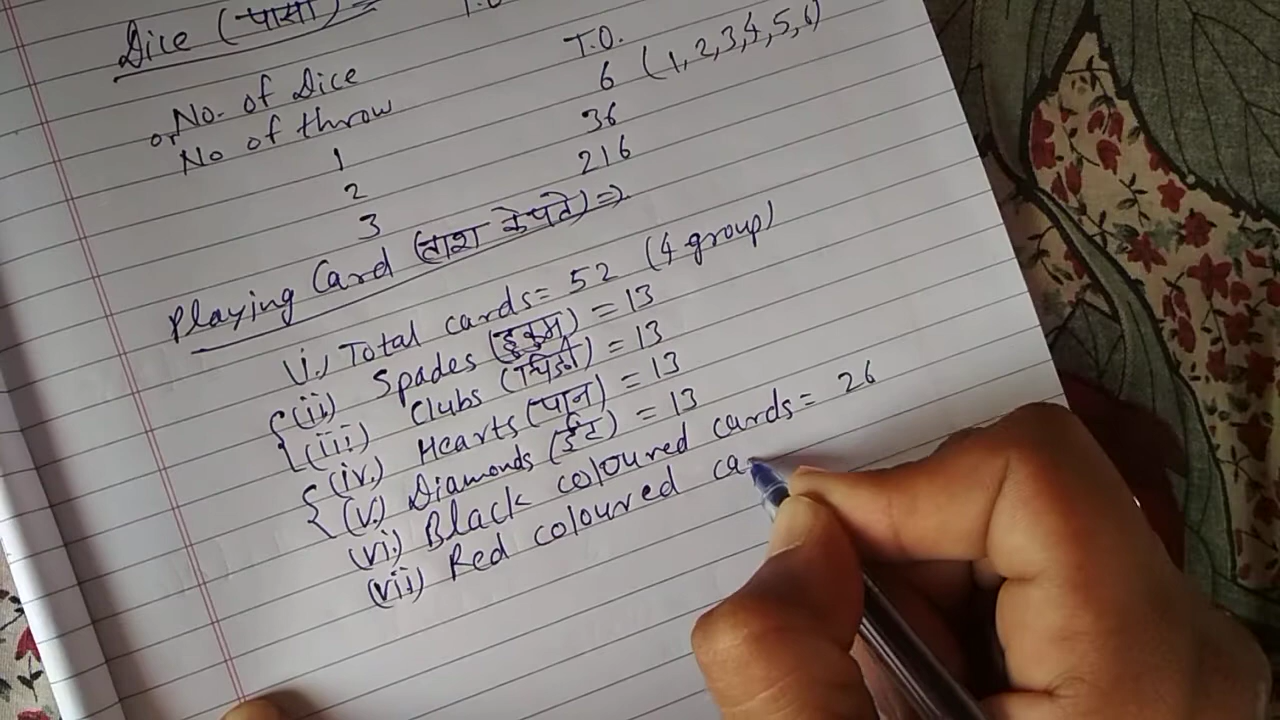 Dice (पासा) =
T.O.
No. of Dice
or No of throw
1 6 (1,2,3,4,5,6)
2 36
3 216
Playing Card (ताश के पत्ते) =>
(i.) Total cards = 52 (4 group)
(ii) Spades (हुकुम) = 13
(iii) Clubs (चिड़ी) = 13
(iv.) Hearts (पान) = 13
(v.) Diamonds (ईंट) = 13
(vi.) Black coloured cards = 26
(vii) Red coloured ca